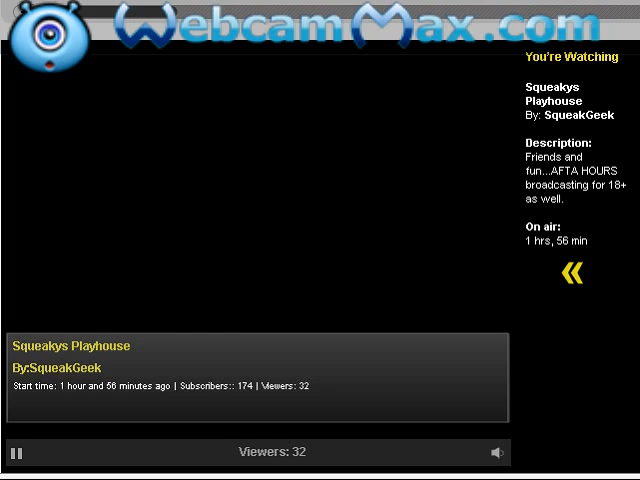 WebcamMax.com
You're Watching
Squeakys
Playhouse
By: SqueakGeek
Description:
Friends and
fun...AFTA HOURS
broadcasting for 18+
as well.
On air:
1 hrs, 56 min
Squeakys Playhouse
By:SqueakGeek
Start time: 1 hour and 56 minutes ago | Subscribers:: 174 | Viewers: 32
Viewers: 32